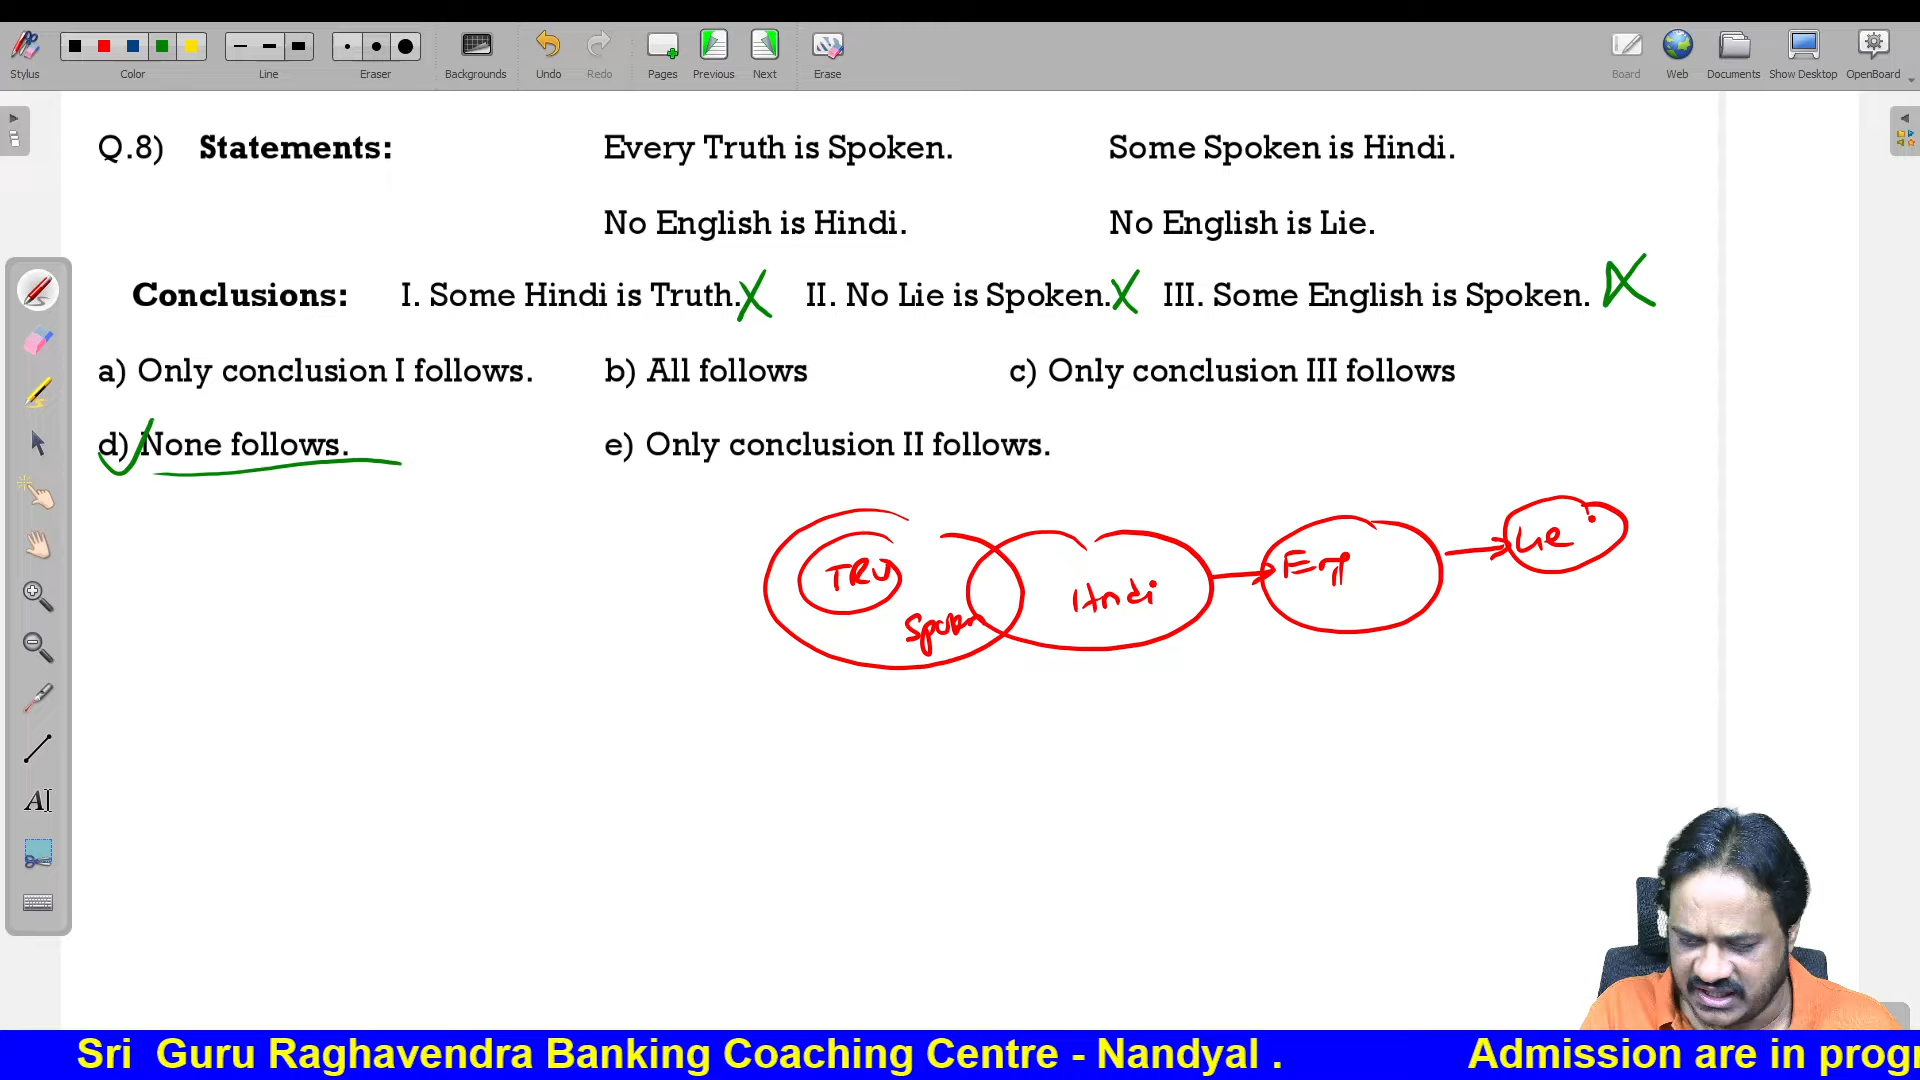 Stylus Color Line Eraser Backgrounds Undo Redo Pages Previous Next Erase Board Web Documents Show Desktop OpenBoard
Q.8) Statements: Every Truth is Spoken. Some Spoken is Hindi.
No English is Hindi. No English is Lie.
Conclusions: I. Some Hindi is Truth. II. No Lie is Spoken. III. Some English is Spoken.
a) Only conclusion I follows. b) All follows c) Only conclusion III follows
d) None follows. e) Only conclusion II follows.
TRU Spoken Hindi Eng Lie
Sri Guru Raghavendra Banking Coaching Centre - Nandyal . Admission are in progr